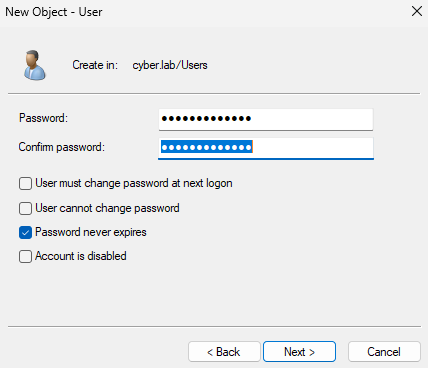 New Object - User
Create in: cyber.lab/Users
Password: •••••••••••••
Confirm password: •••••••••••••
User must change password at next logon
User cannot change password
Password never expires
Account is disabled
< Back Next > Cancel